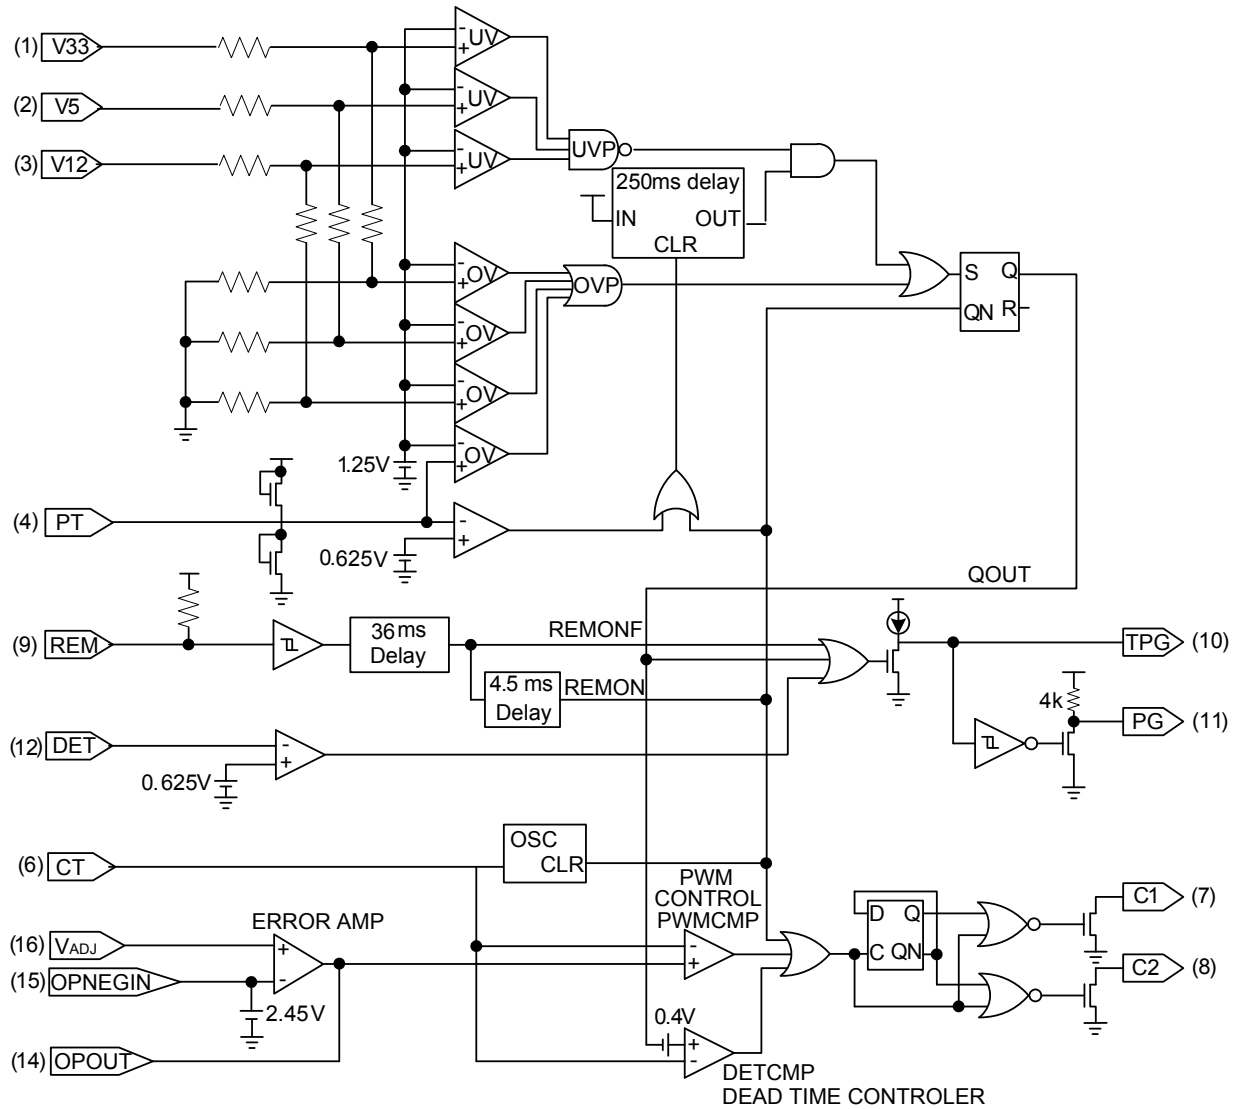 (1) V33
- UV +
(2) V5
- UV +
(3) V12
- UV +
UVP
250ms delay
IN OUT
CLR
- OV +
OVP
- OV +
- OV +
- OV +
S Q
QN R
1.25V
(4) PT
- +
0.625V
QOUT
(9) REM
36ms
Delay
REMONF
4.5 ms
Delay
REMON
TPG (10)
4k
PG (11)
(12) DET
- +
0.625V
(6) CT
OSC
CLR
PWM
CONTROL
PWMCMP
- +
D Q
C QN
C1 (7)
C2 (8)
ERROR AMP
(16) VADJ
+ -
(15) OPNEGIN
2.45V
(14) OPOUT
0.4V
+ -
DETCMP
DEAD TIME CONTROLER